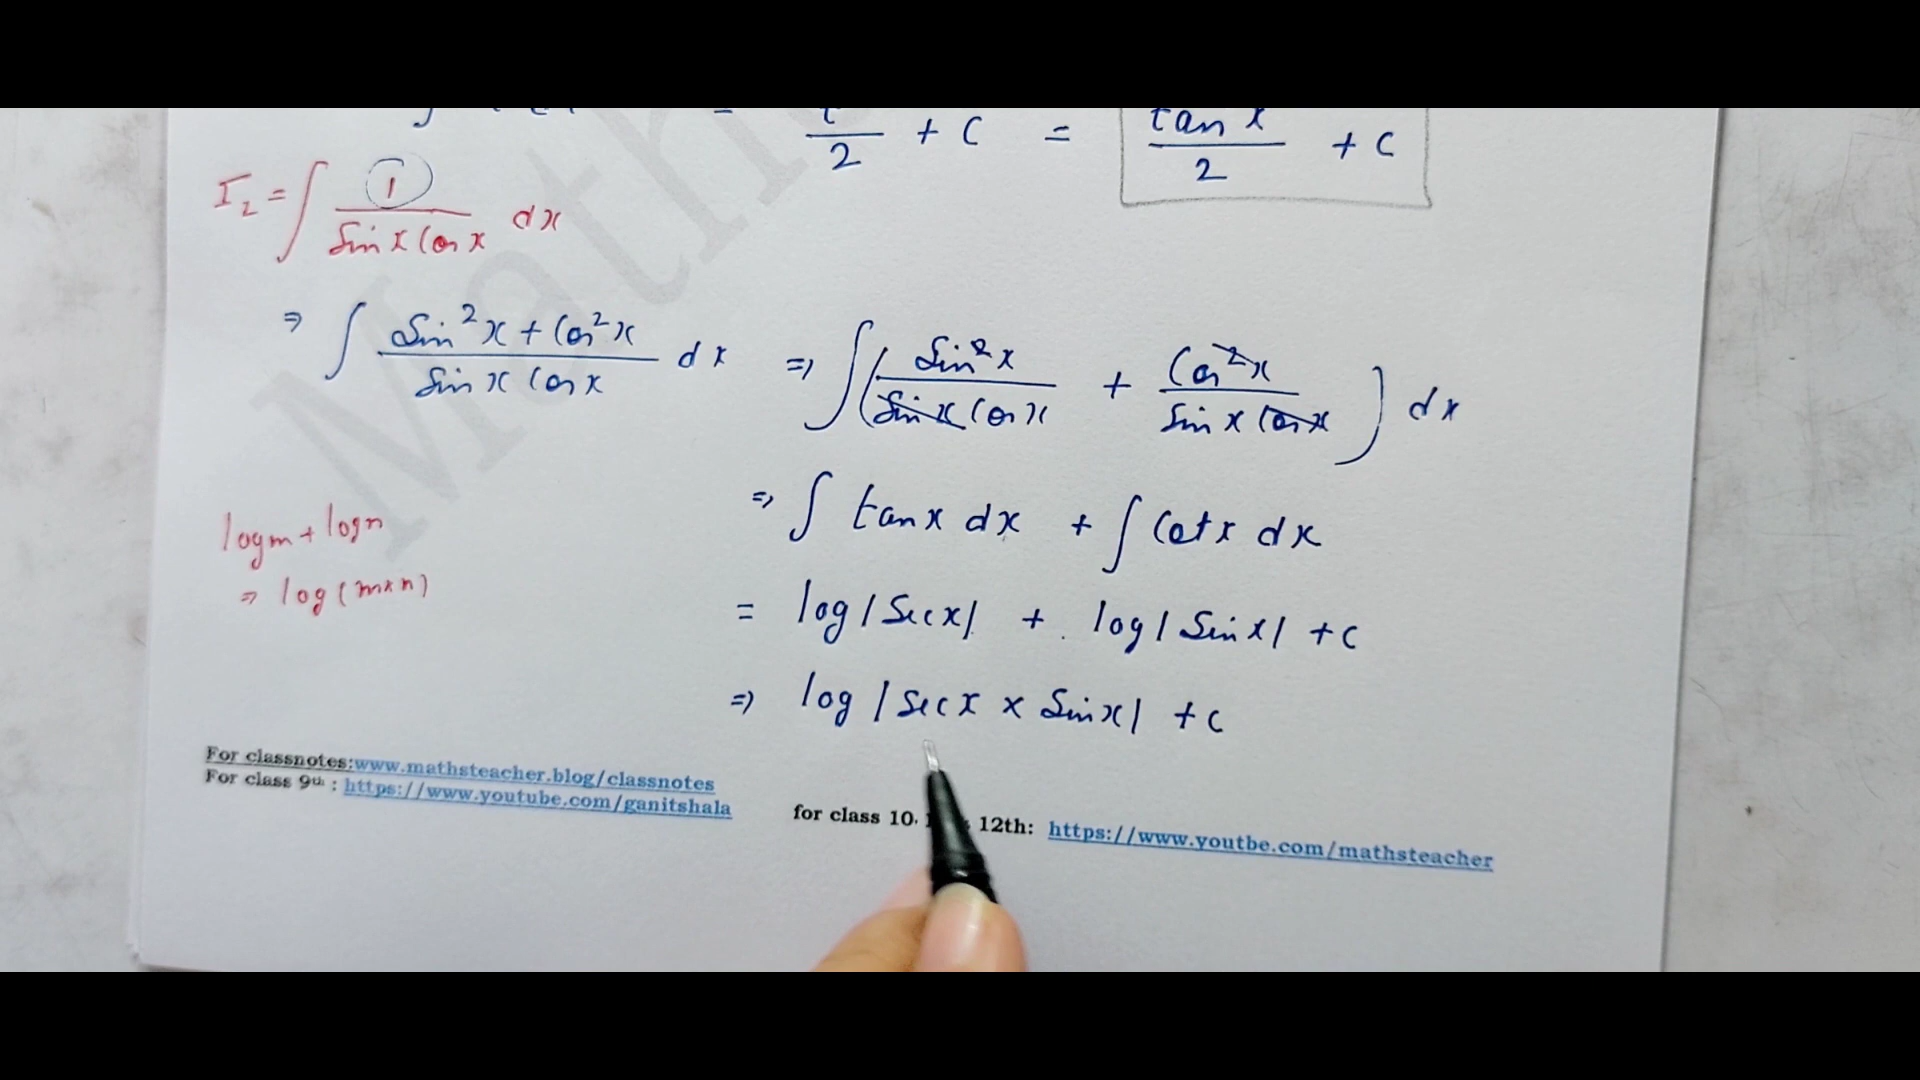 t/2 + C = tan x/2 + C
I₂ = ∫ 1/(Sin x Cos x) dx
⇒ ∫ (Sin²x + Cos²x)/(Sin x Cos x) dx ⇒ ∫ (Sin²x/(Sin x Cos x) + Cos²x/(Sin x Cos x)) dx
⇒ ∫ tan x dx + ∫ Cot x dx
log m + log n
⇒ log (m×n)
= log |Sec x| + log |Sin x| + C
⇒ log |Sec x × Sin x| + C
Math
For classnotes:www.mathsteacher.blog/classnotes
For class 9th : https://www.youtube.com/ganitshala
for class 10, 12th: https://www.youtbe.com/mathsteacher